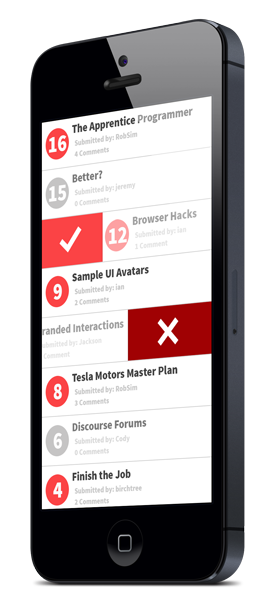 16
The Apprentice Programmer
Submitted by: RobSim
4 Comments
15
Better?
Submitted by: jeremy
0 Comments
12
Browser Hacks
Submitted by: ian
1 Comment
9
Sample UI Avatars
Submitted by: ian
2 Comments
randed Interactions
ubmitted by: Jackson
Comment
8
Tesla Motors Master Plan
Submitted by: RobSim
3 Comments
6
Discourse Forums
Submitted by: Cody
0 Comments
4
Finish the Job
Submitted by: birchtree
2 Comments